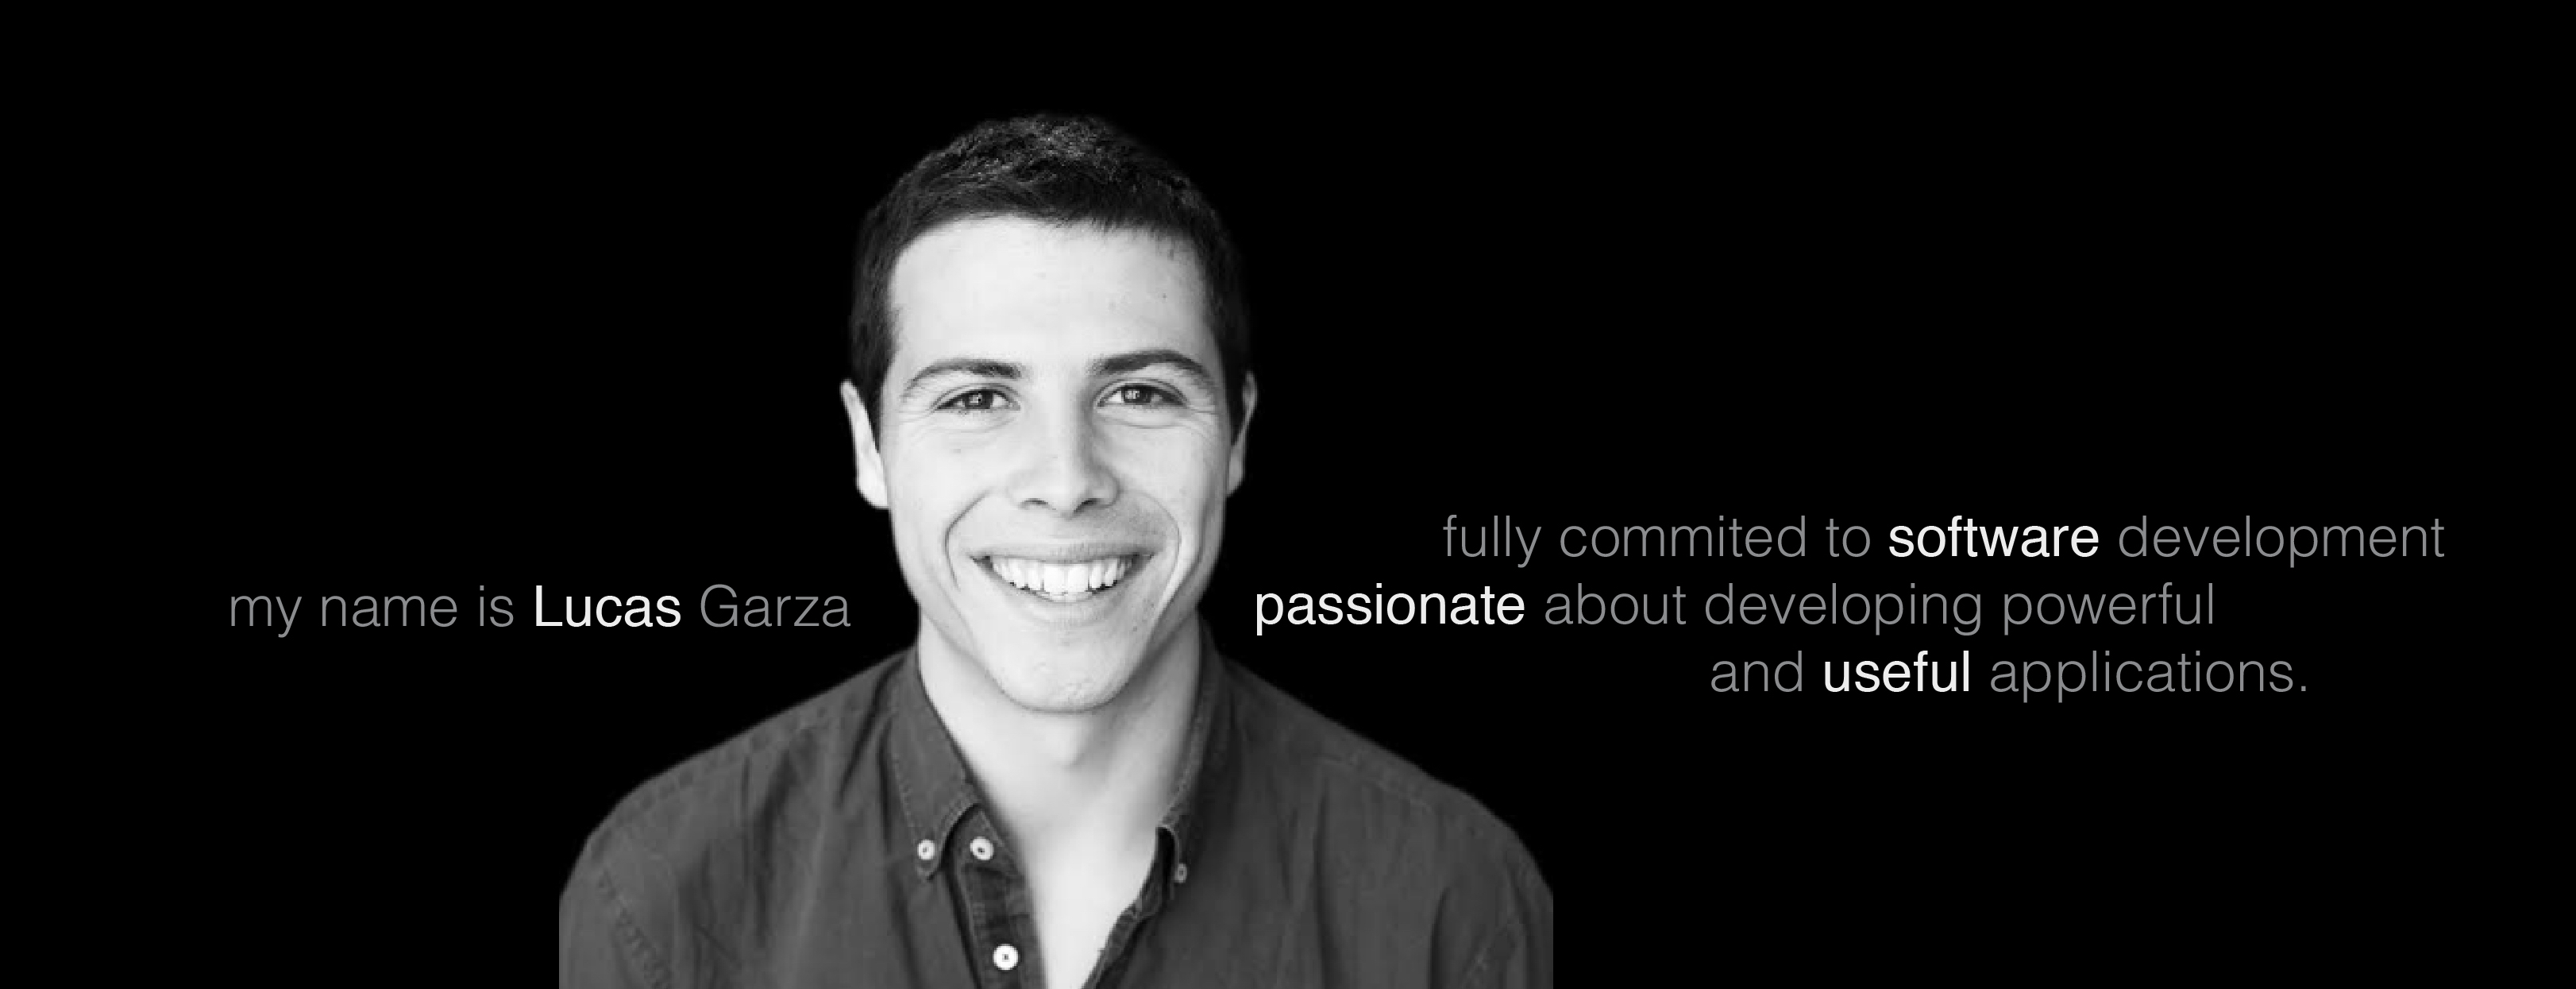 my name is Lucas Garza
fully commited to software development
passionate about developing powerful
and useful applications.